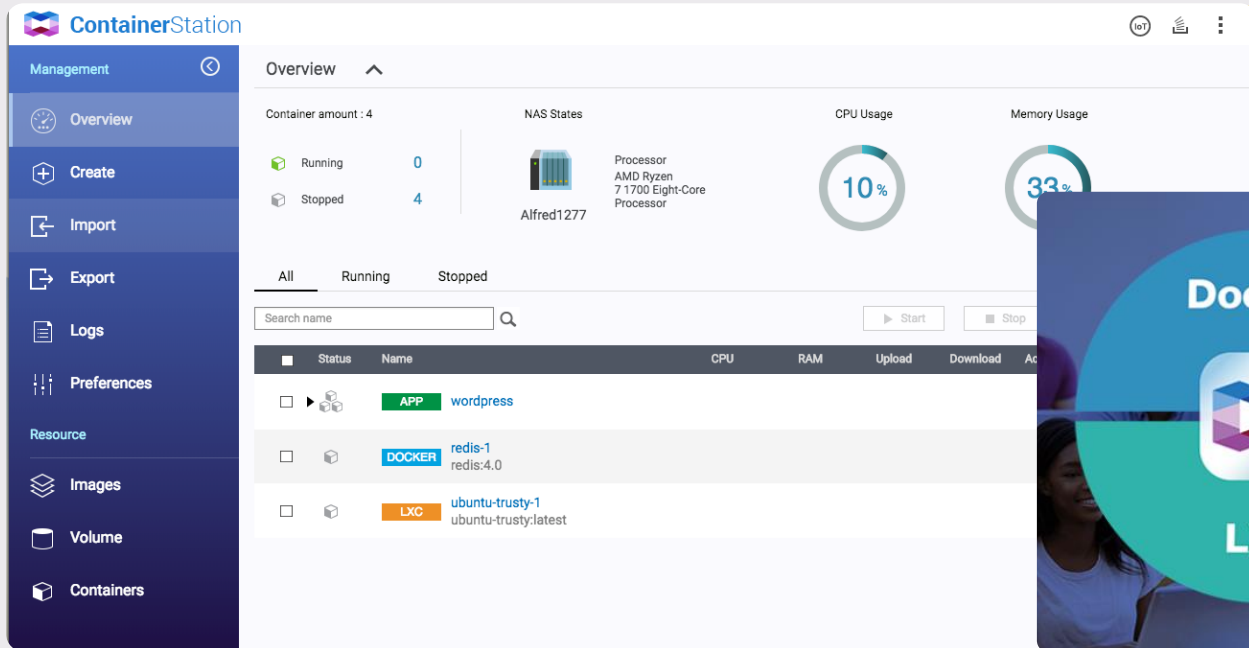 ContainerStation
IoT
Management
Overview
Create
Import
Export
Logs
Preferences
Resource
Images
Volume
Containers
Overview
Container amount : 4
Running 0
Stopped 4
NAS States
Alfred1277
Processor
AMD Ryzen
7 1700 Eight-Core
Processor
CPU Usage
10%
Memory Usage
33%
All Running Stopped
Search name
Start Stop
Status Name CPU RAM Upload Download
APP wordpress
DOCKER redis-1
redis:4.0
LXC ubuntu-trusty-1
ubuntu-trusty:latest